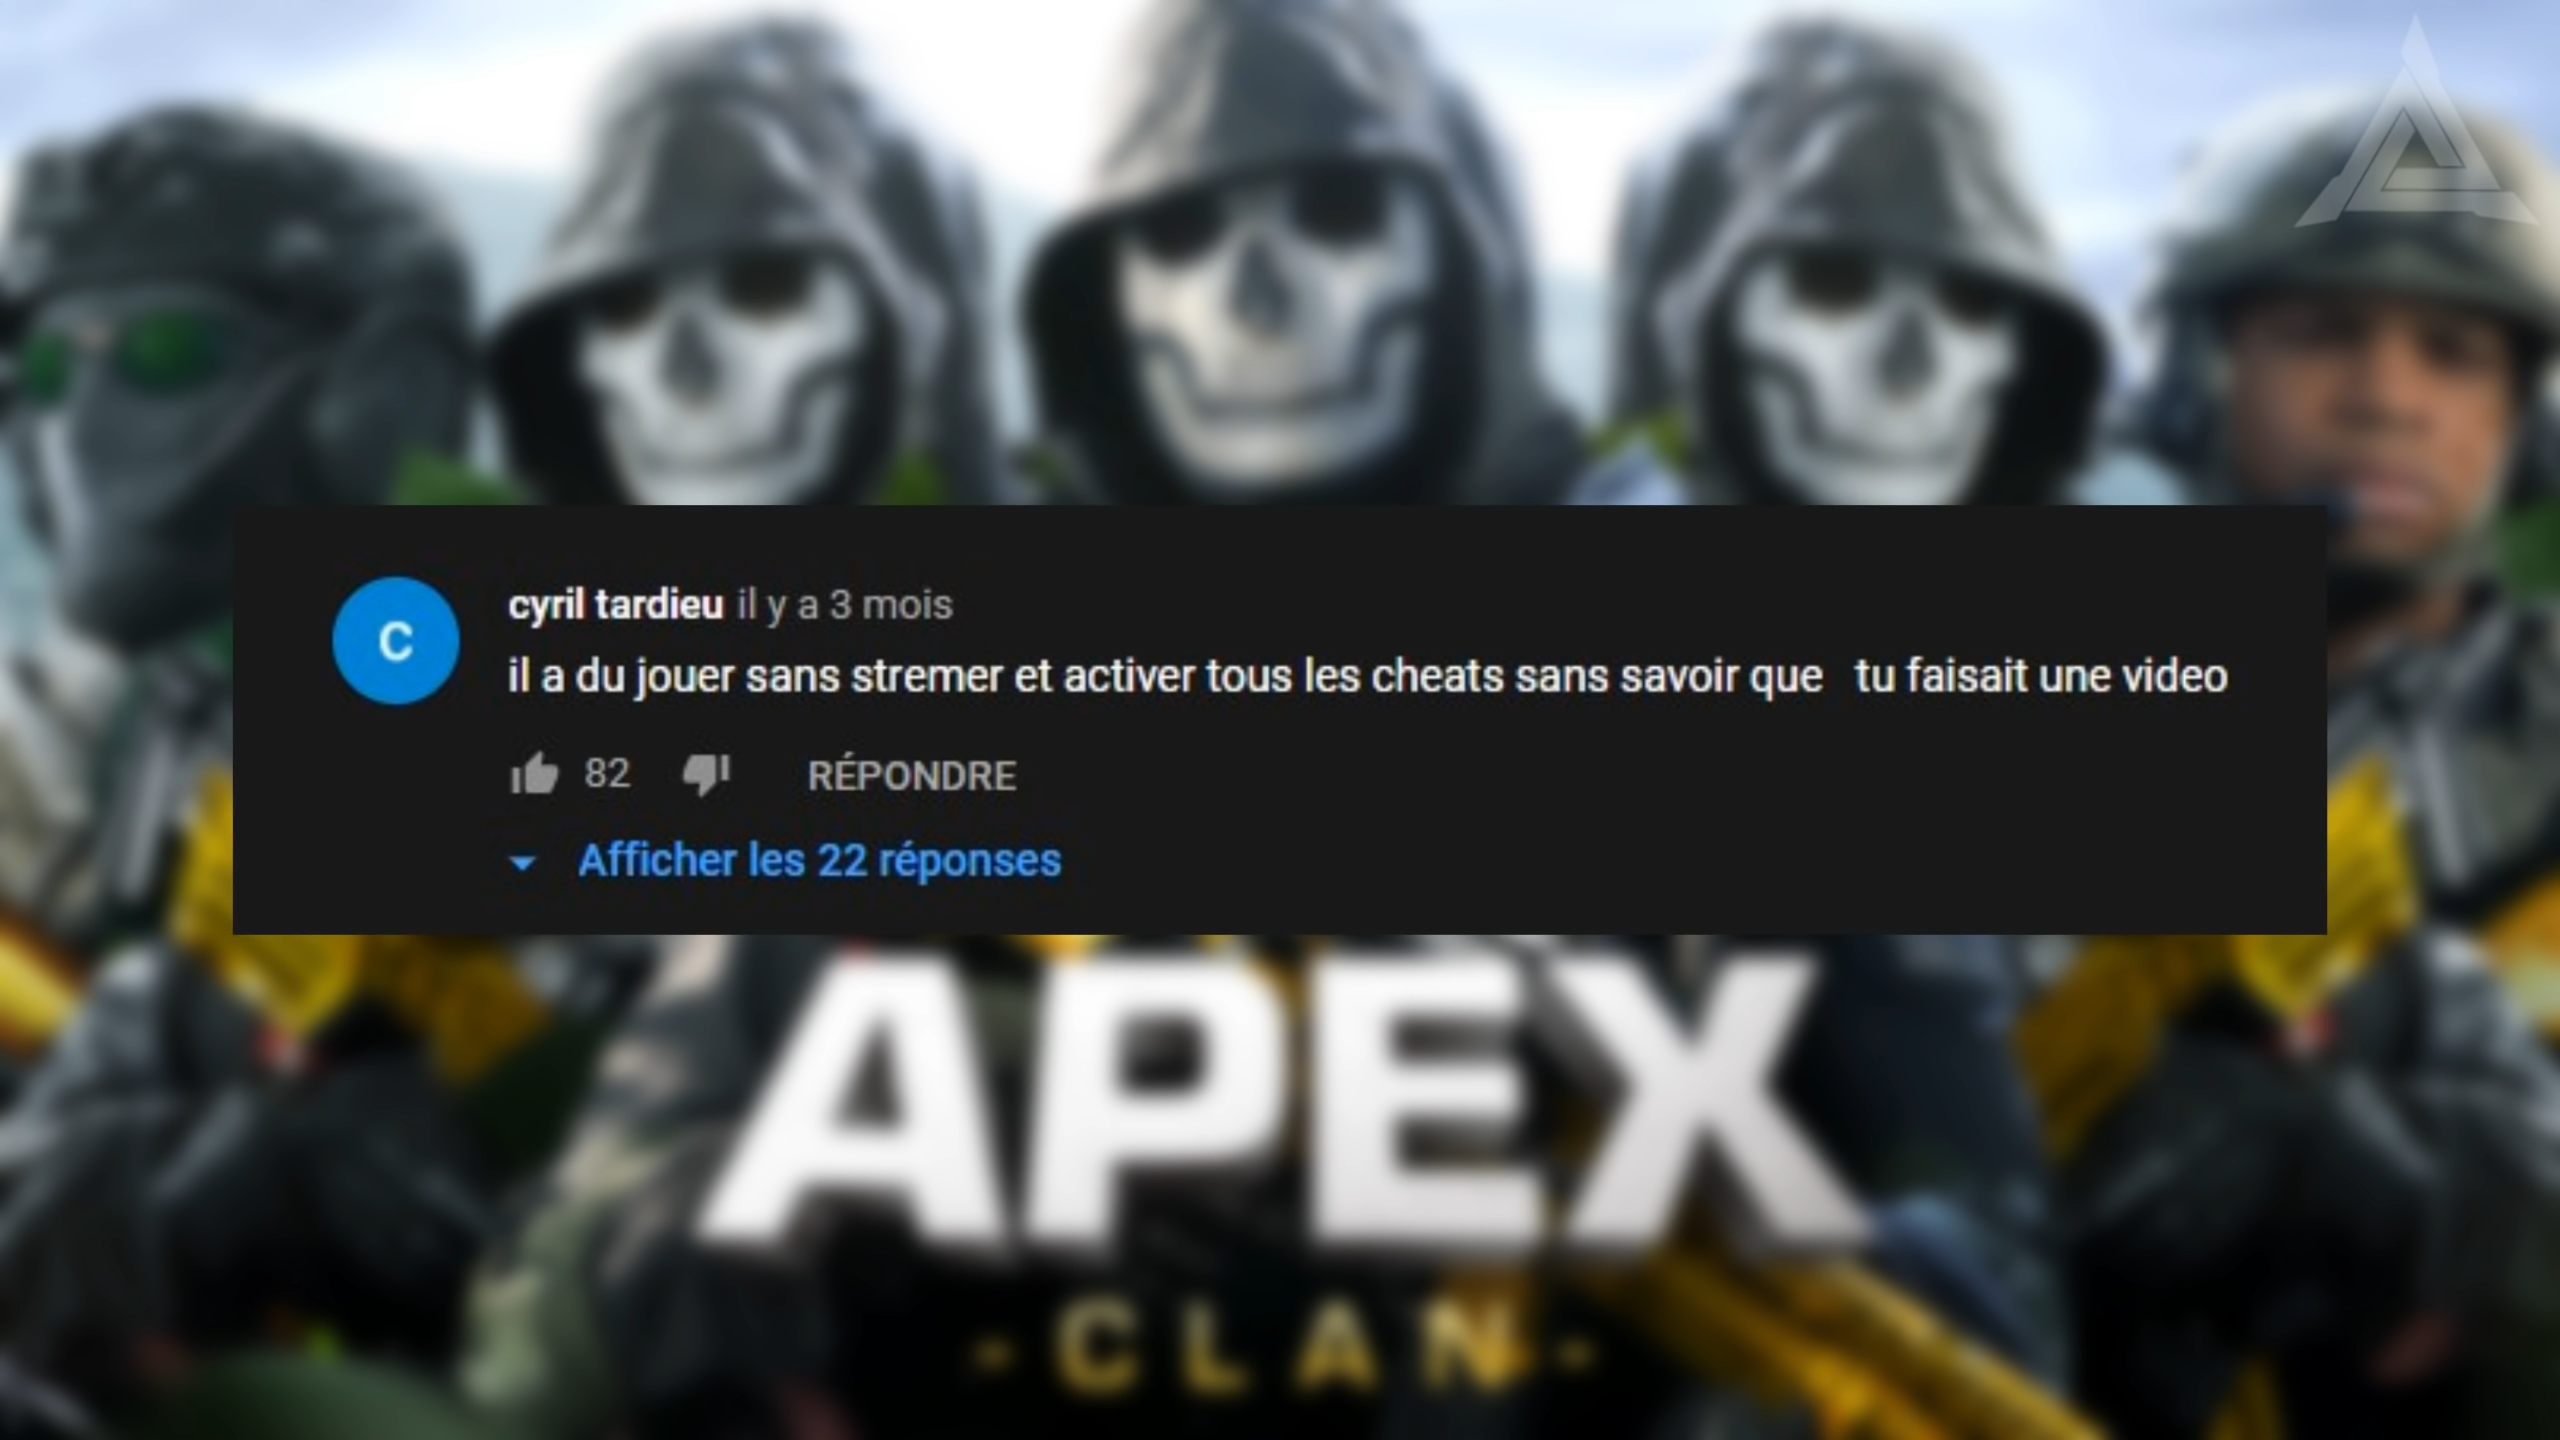 C
cyril tardieu il y a 3 mois
il a du jouer sans stremer et activer tous les cheats sans savoir que   tu faisait une video
82 RÉPONDRE
Afficher les 22 réponses
APEX
- CLAN -